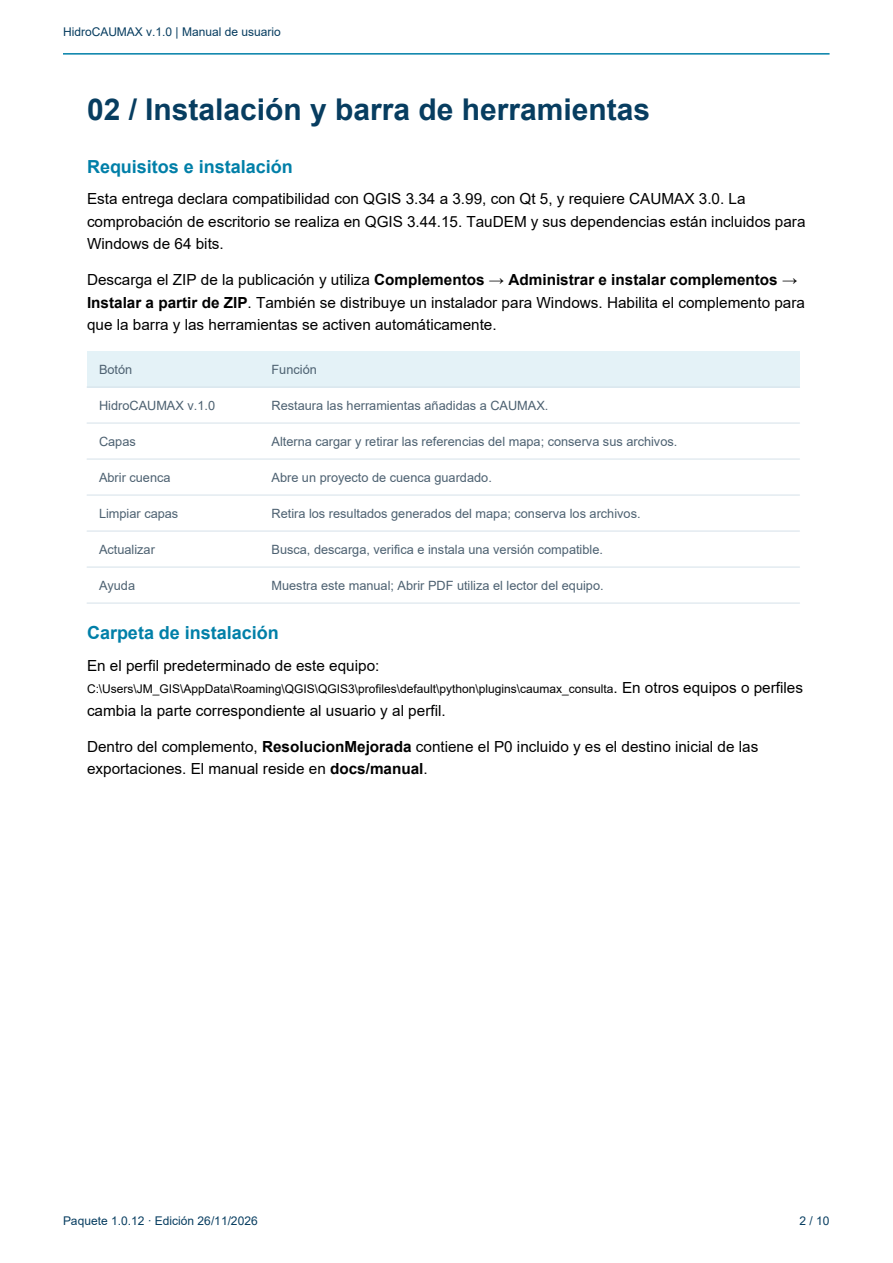 HidroCAUMAX v.1.0 | Manual de usuario
02 / Instalación y barra de herramientas
Requisitos e instalación
Esta entrega declara compatibilidad con QGIS 3.34 a 3.99, con Qt 5, y requiere CAUMAX 3.0. La
comprobación de escritorio se realiza en QGIS 3.44.15. TauDEM y sus dependencias están incluidos para
Windows de 64 bits.
Descarga el ZIP de la publicación y utiliza Complementos → Administrar e instalar complementos →
Instalar a partir de ZIP. También se distribuye un instalador para Windows. Habilita el complemento para
que la barra y las herramientas se activen automáticamente.
Botón Función
HidroCAUMAX v.1.0 Restaura las herramientas añadidas a CAUMAX.
Capas Alterna cargar y retirar las referencias del mapa; conserva sus archivos.
Abrir cuenca Abre un proyecto de cuenca guardado.
Limpiar capas Retira los resultados generados del mapa; conserva los archivos.
Actualizar Busca, descarga, verifica e instala una versión compatible.
Ayuda Muestra este manual; Abrir PDF utiliza el lector del equipo.
Carpeta de instalación
En el perfil predeterminado de este equipo:
C:\Users\JM_GIS\AppData\Roaming\QGIS\QGIS3\profiles\default\python\plugins\caumax_consulta. En otros equipos o perfiles
cambia la parte correspondiente al usuario y al perfil.
Dentro del complemento, ResolucionMejorada contiene el P0 incluido y es el destino inicial de las
exportaciones. El manual reside en docs/manual.
Paquete 1.0.12 · Edición 26/11/2026 2 / 10